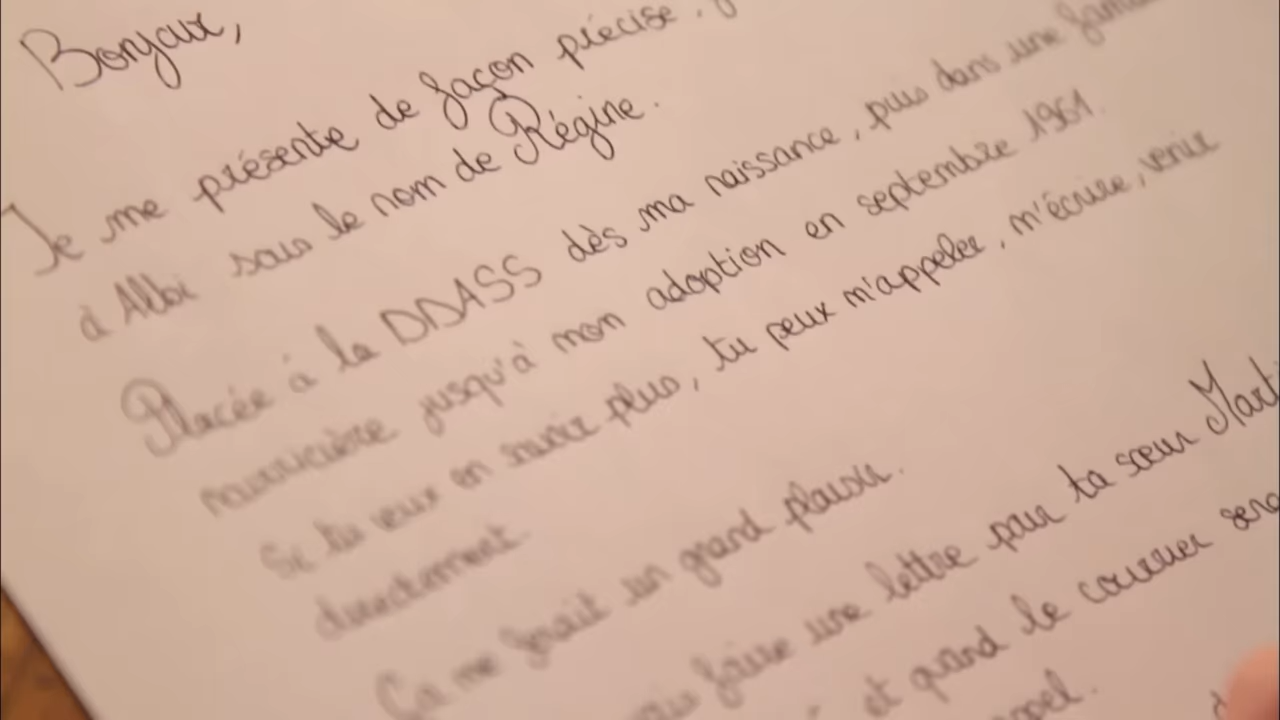 Bonjour,
Je me présente de façon précise.
à Albi sous le nom de Régine.
Placée à la DDASS dès ma naissance, puis dans une
nourricière jusqu'à mon adoption en septembre 1961.
Si tu veux en savoir plus, tu peux m'appeler, m'écrire, venir
directement.
Ça me ferait un grand plaisir.
faire une lettre pour ta sœur
et quand le courrier